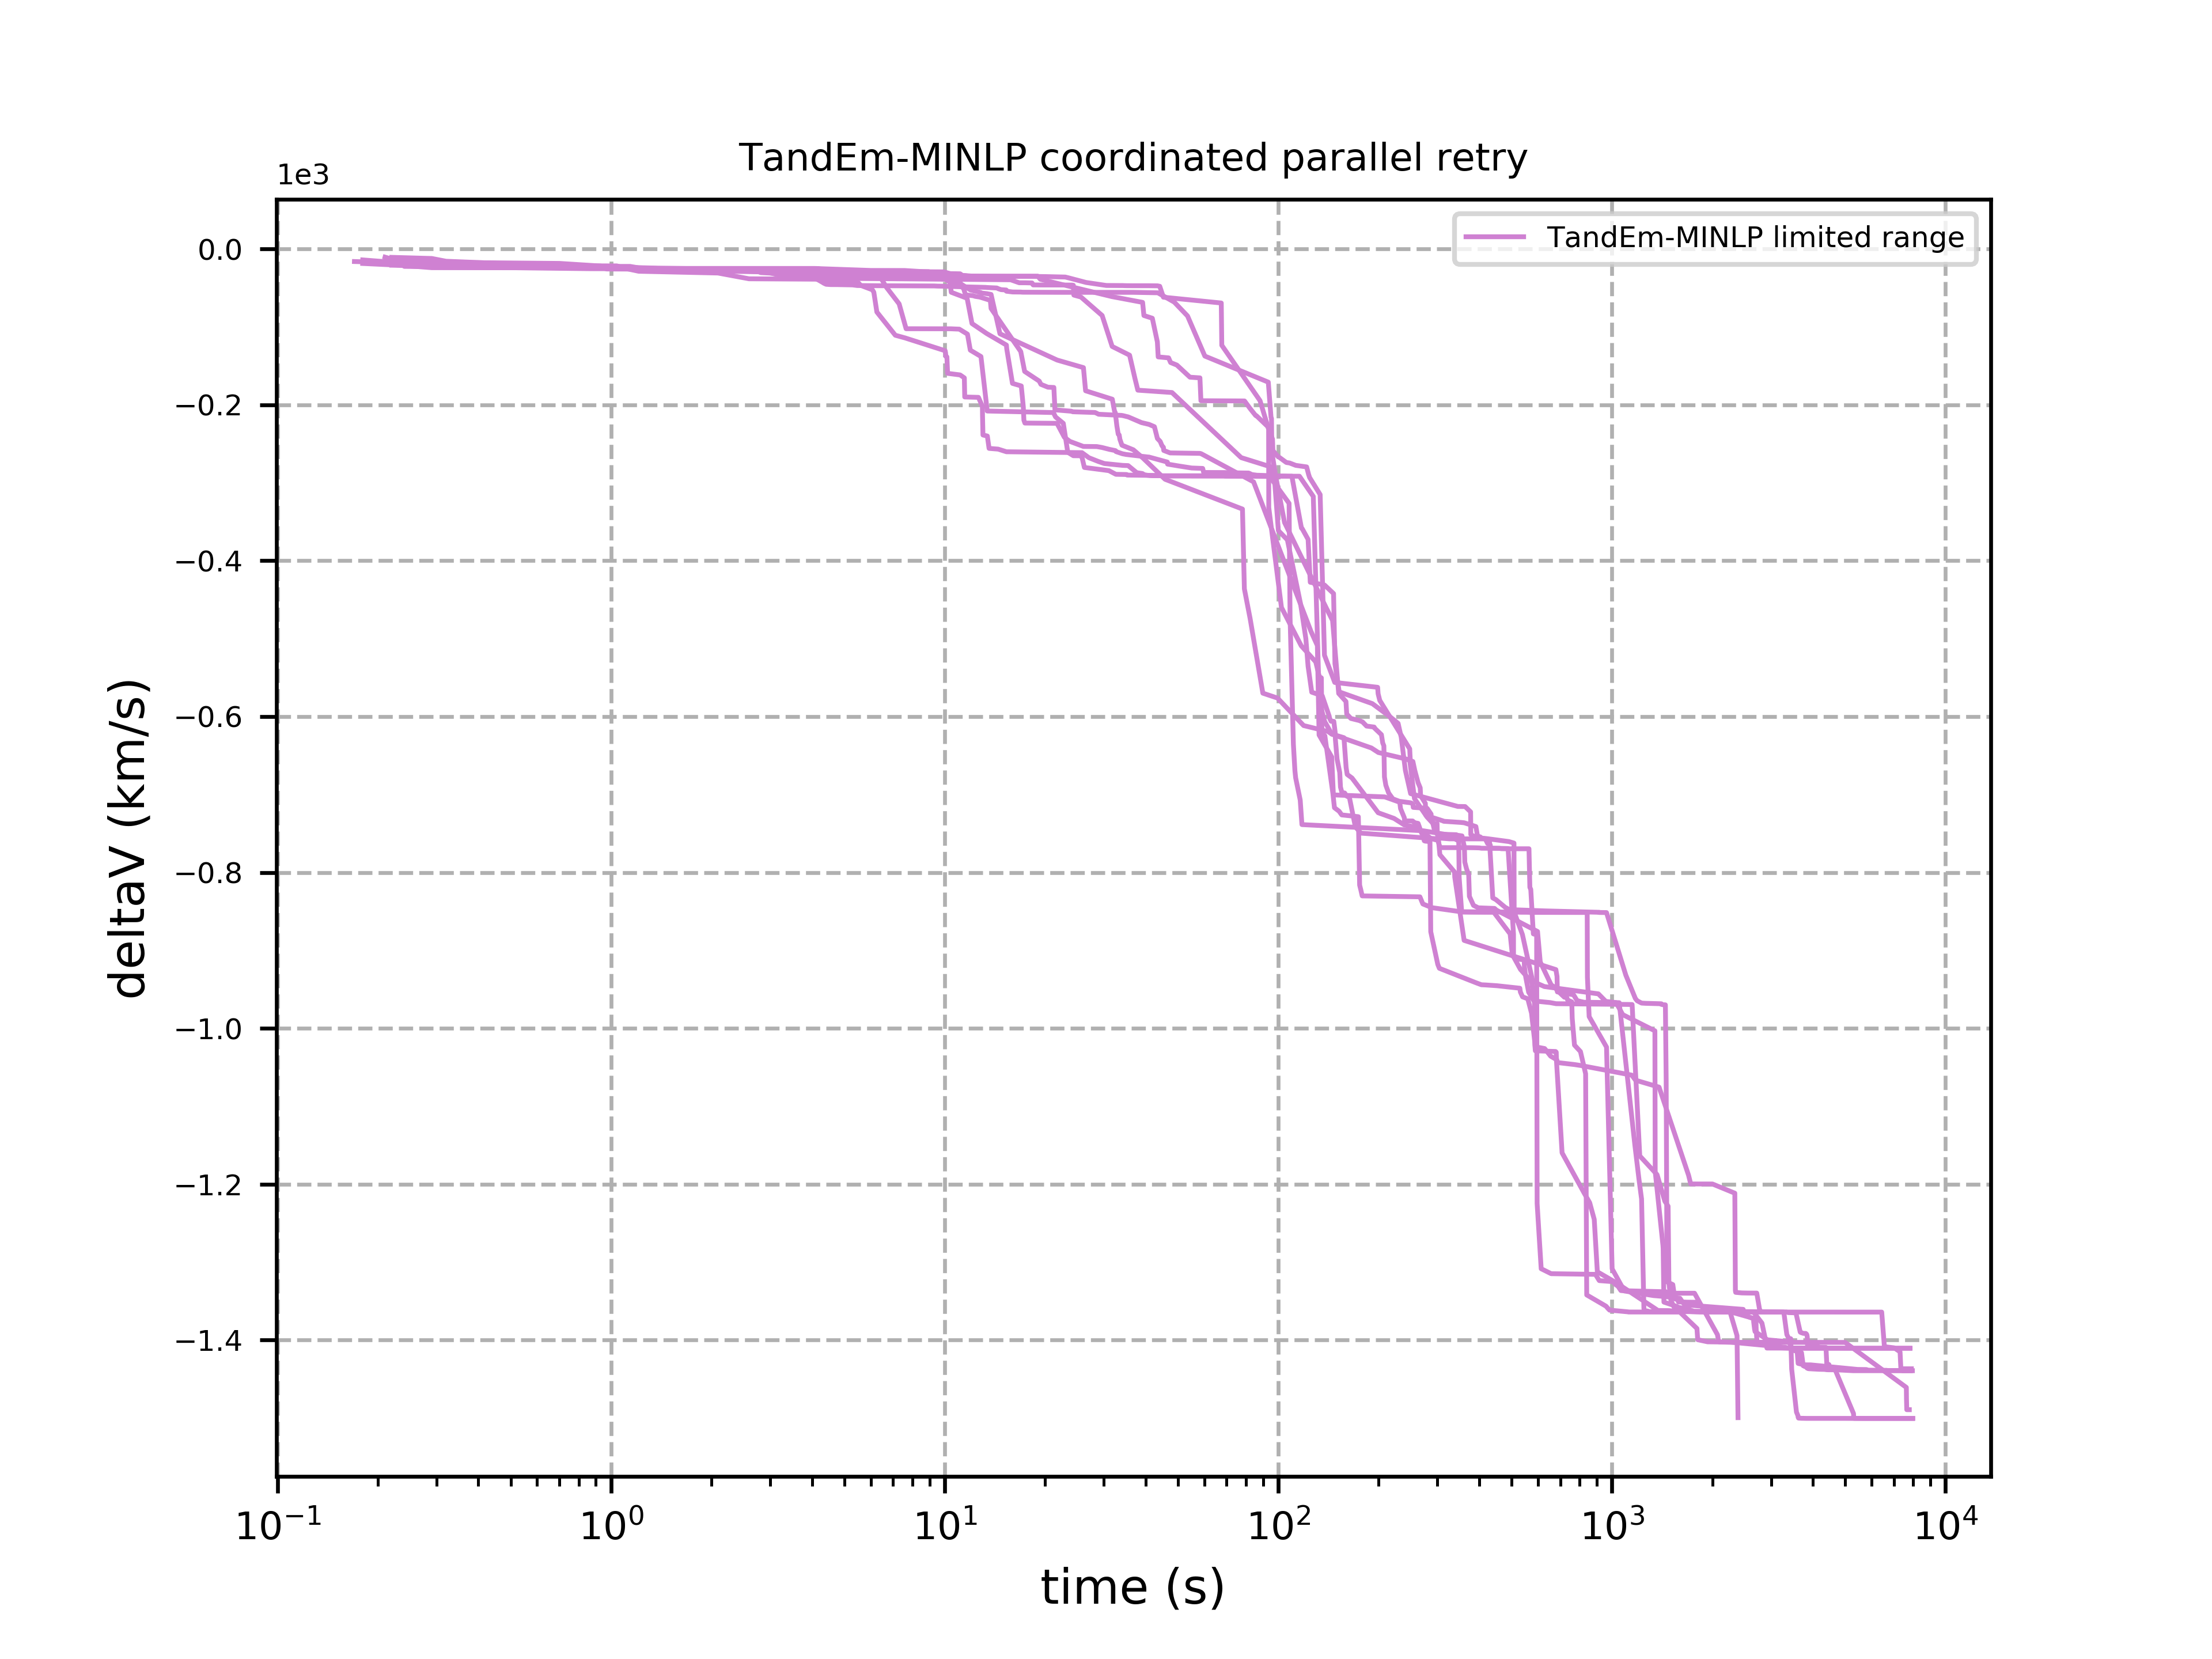 TandEm-MINLP coordinated parallel retry
1e3
TandEm-MINLP limited range
0.0
−0.2
−0.4
−0.6
−0.8
−1.0
−1.2
−1.4
deltaV (km/s)
10⁻¹ 10⁰ 10¹ 10² 10³ 10⁴
time (s)